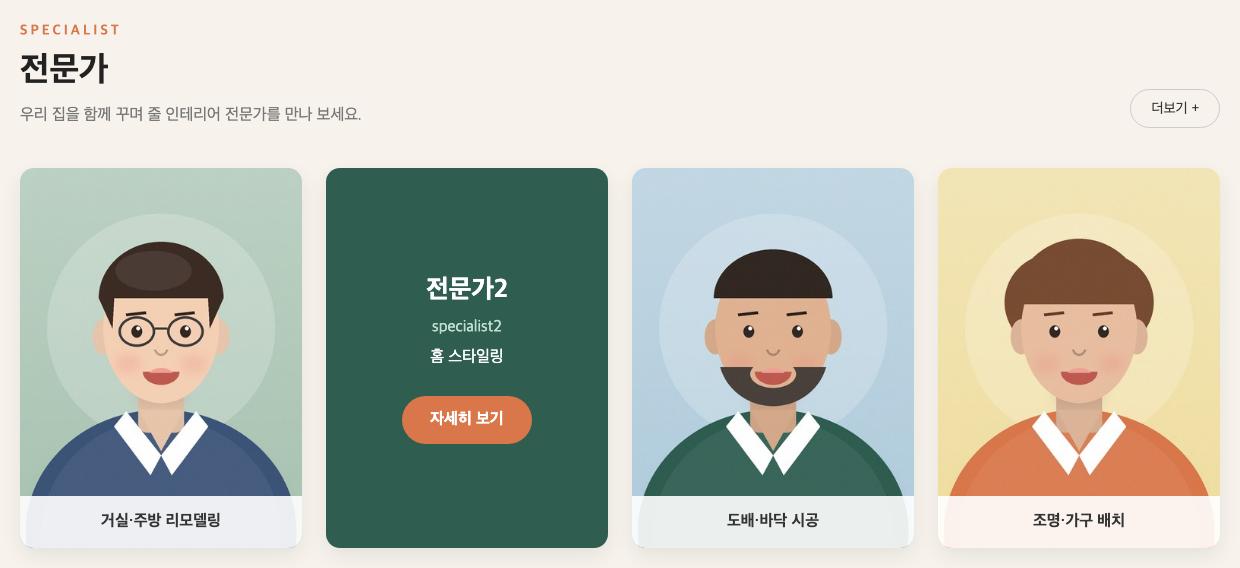 SPECIALIST
전문가
우리 집을 함께 꾸며 줄 인테리어 전문가를 만나 보세요.
더보기 +
거실·주방 리모델링
전문가2
specialist2
홈 스타일링
자세히 보기
도배·바닥 시공
조명·가구 배치